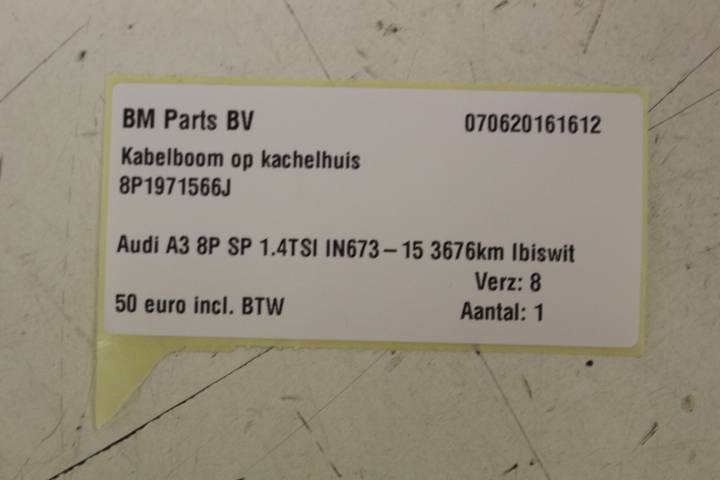 BM Parts BV 070620161612
Kabelboom op kachelhuis
8P1971566J
Audi A3 8P SP 1.4TSI IN673-15 3676km Ibiswit
Verz: 8
50 euro incl. BTW Aantal: 1